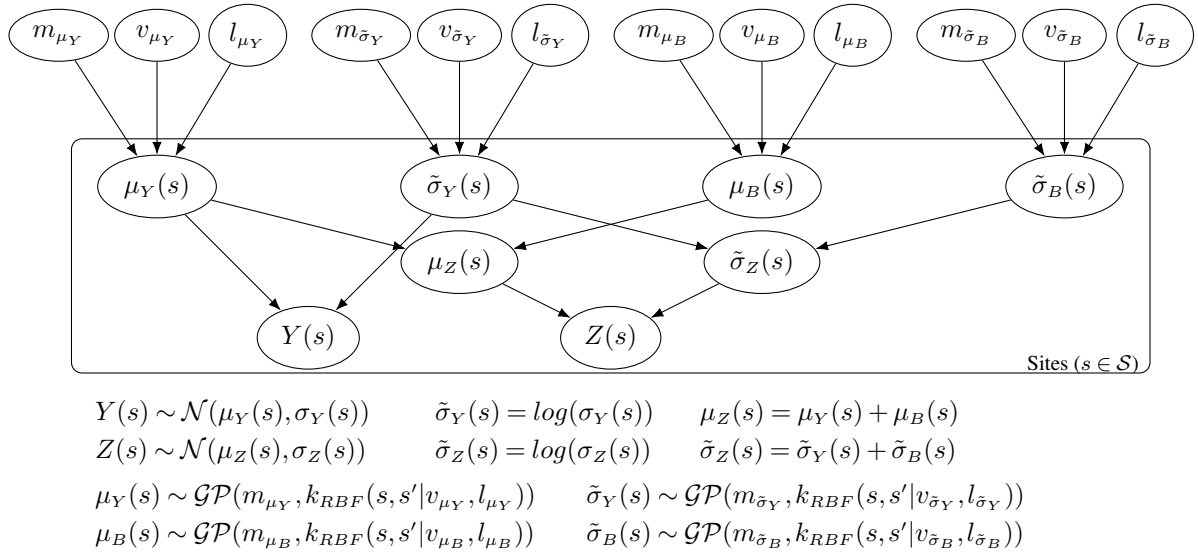 m_{μ_Y} v_{μ_Y} l_{μ_Y} m_{σ̃_Y} v_{σ̃_Y} l_{σ̃_Y} m_{μ_B} v_{μ_B} l_{μ_B} m_{σ̃_B} v_{σ̃_B} l_{σ̃_B}
μ_Y(s) σ̃_Y(s) μ_B(s) σ̃_B(s)
μ_Z(s) σ̃_Z(s)
Y(s) Z(s)
Sites (s ∈ 𝒮)
Y(s) ∼ 𝒩(μ_Y(s), σ_Y(s)) σ̃_Y(s) = log(σ_Y(s)) μ_Z(s) = μ_Y(s) + μ_B(s)
Z(s) ∼ 𝒩(μ_Z(s), σ_Z(s)) σ̃_Z(s) = log(σ_Z(s)) σ̃_Z(s) = σ̃_Y(s) + σ̃_B(s)
μ_Y(s) ∼ 𝒢𝒫(m_{μ_Y}, k_{RBF}(s, s′|v_{μ_Y}, l_{μ_Y})) σ̃_Y(s) ∼ 𝒢𝒫(m_{σ̃_Y}, k_{RBF}(s, s′|v_{σ̃_Y}, l_{σ̃_Y}))
μ_B(s) ∼ 𝒢𝒫(m_{μ_B}, k_{RBF}(s, s′|v_{μ_B}, l_{μ_B})) σ̃_B(s) ∼ 𝒢𝒫(m_{σ̃_B}, k_{RBF}(s, s′|v_{σ̃_B}, l_{σ̃_B}))